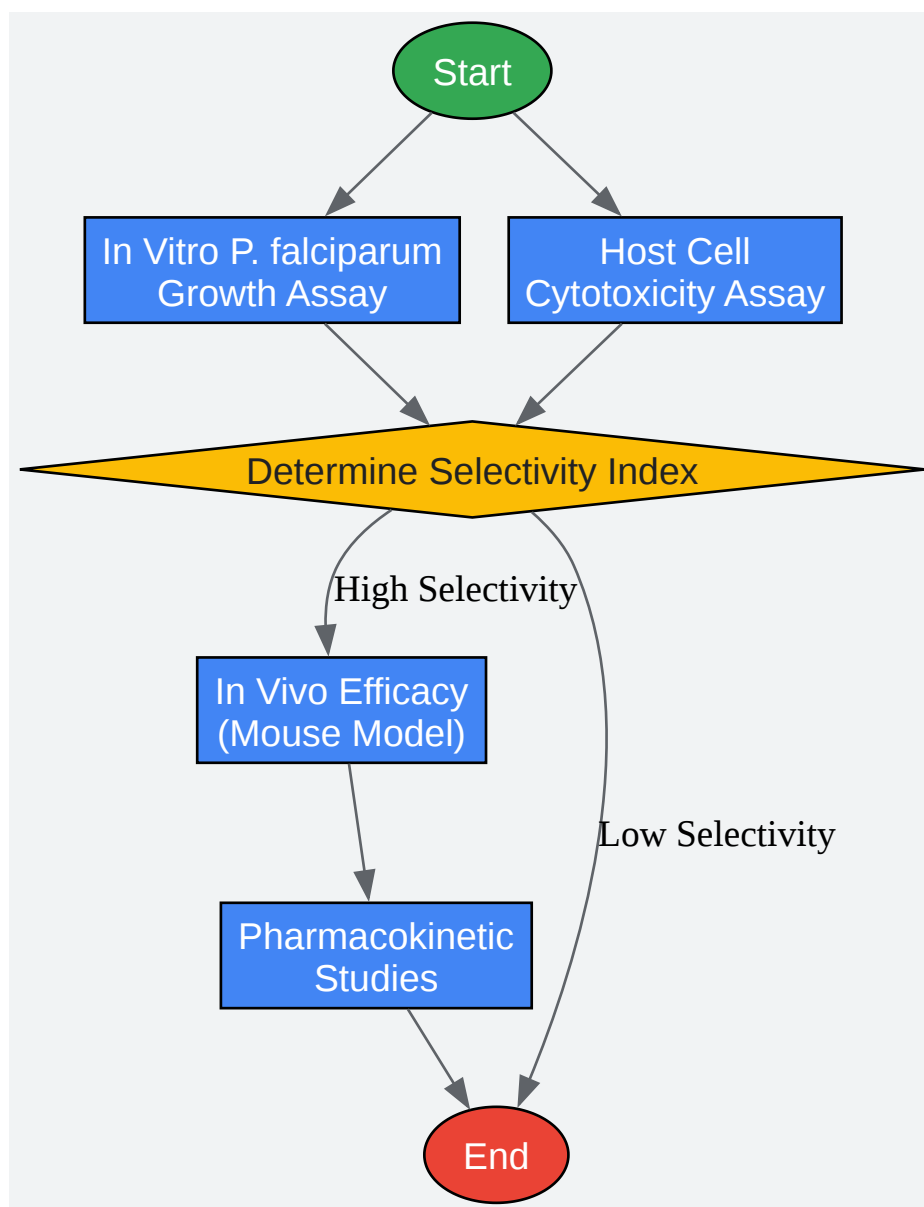 Start
In Vitro P. falciparum
Growth Assay
Host Cell
Cytotoxicity Assay
Determine Selectivity Index
High Selectivity
In Vivo Efficacy
(Mouse Model)
Low Selectivity
Pharmacokinetic
Studies
End